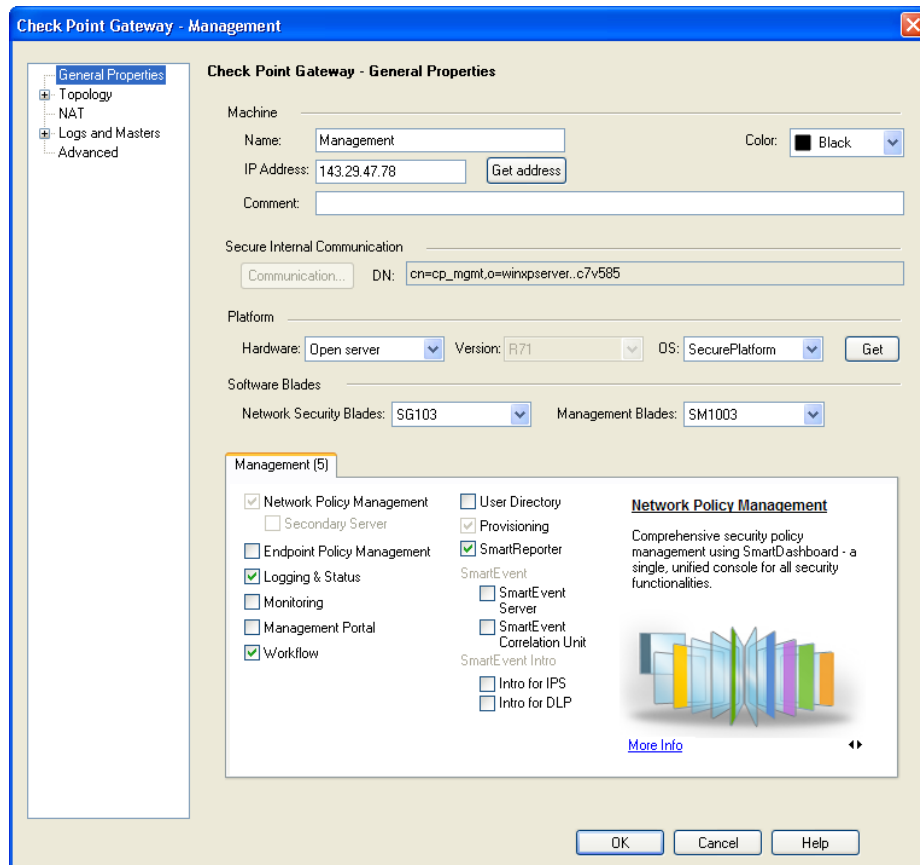 Check Point Gateway - Management
General Properties
Topology
NAT
Logs and Masters
Advanced
Check Point Gateway - General Properties
Machine
Name: Management Color: Black
IP Address: 143.29.47.78 Get address
Comment:
Secure Internal Communication
Communication... DN: cn=cp_mgmt,o=winxpserver..c7v585
Platform
Hardware: Open server Version: R71 OS: SecurePlatform Get
Software Blades
Network Security Blades: SG103 Management Blades: SM1003
Management (5)
Network Policy Management
Secondary Server
Endpoint Policy Management
Logging & Status
Monitoring
Management Portal
Workflow
User Directory
Provisioning
SmartReporter
SmartEvent
SmartEvent
Server
SmartEvent
Correlation Unit
SmartEvent Intro
Intro for IPS
Intro for DLP
Network Policy Management
Comprehensive security policy
management using SmartDashboard - a
single, unified console for all security
functionalities.
More Info
OK Cancel Help